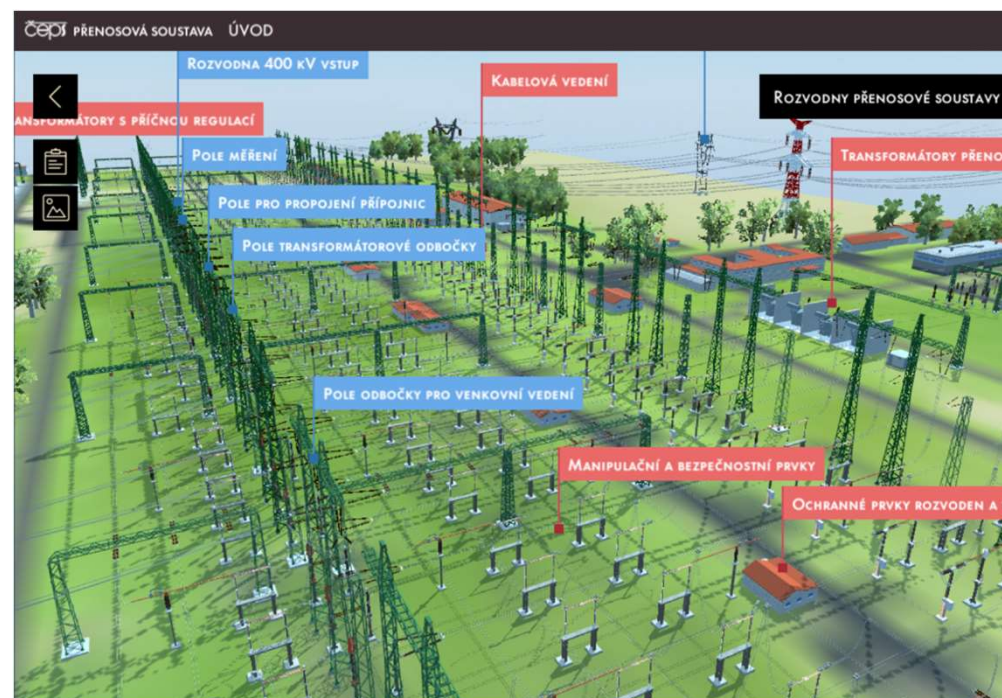 čeps PŘENOSOVÁ SOUSTAVA ÚVOD
ROZVODNA 400 KV VSTUP
KABELOVÁ VEDENÍ
ROZVODNY PŘENOSOVÉ SOUSTAVY
ANSFORMÁTORY S PŘÍČNOU REGULACÍ
POLE MĚŘENÍ
TRANSFORMÁTORY PŘENO
POLE PRO PROPOJENÍ PŘÍPOJNIC
POLE TRANSFORMÁTOROVÉ ODBOČKY
POLE ODBOČKY PRO VENKOVNÍ VEDENÍ
MANIPULAČNÍ A BEZPEČNOSTNÍ PRVKY
OCHRANNÉ PRVKY ROZVODEN A